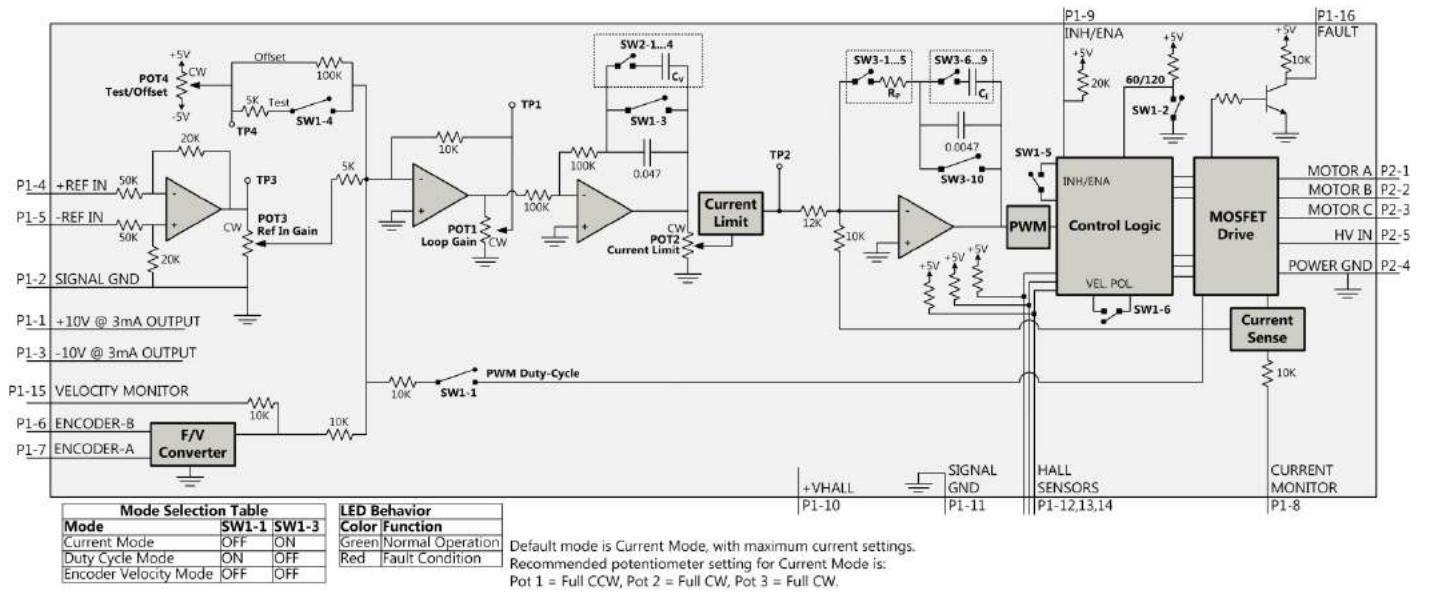 P1-9
INH/ENA
P1-16
FAULT
+5V
+5V
+5V
10K
20K
60/120
SW1-2
SW2-1...4
Cv
SW1-3
0.047
100K
SW3-1...5
RP
SW3-6...9
CI
0.0047
SW3-10
+5V
CW
-5V
POT4
Test/Offset
Offset
100K
5K
Test
SW1-4
TP4
20K
P1-4 +REF IN
50K
P1-5 -REF IN
50K
20K
TP3
CW
POT3
Ref In Gain
5K
TP1
10K
POT1
Loop Gain
CW
100K
CW
POT2
Current Limit
Current
Limit
TP2
12K
10K
SW1-5
INH/ENA
PWM
Control Logic
VEL. POL.
SW1-6
MOSFET
Drive
MOTOR A P2-1
MOTOR B P2-2
MOTOR C P2-3
HV IN P2-5
POWER GND P2-4
+5V
+5V
+5V
Current
Sense
10K
P1-2 SIGNAL GND
P1-1 +10V @ 3mA OUTPUT
P1-3 -10V @ 3mA OUTPUT
P1-15 VELOCITY MONITOR
10K
P1-6 ENCODER-B
P1-7 ENCODER-A
F/V
Converter
10K
10K
SW1-1
PWM Duty-Cycle
+VHALL
P1-10
SIGNAL
GND
P1-11
HALL
SENSORS
P1-12,13,14
CURRENT
MONITOR
P1-8
Mode Selection Table
Mode SW1-1 SW1-3
Current Mode OFF ON
Duty Cycle Mode ON OFF
Encoder Velocity Mode OFF OFF
LED Behavior
Color Function
Green Normal Operation
Red Fault Condition
Default mode is Current Mode, with maximum current settings.
Recommended potentiometer setting for Current Mode is:
Pot 1 = Full CCW, Pot 2 = Full CW, Pot 3 = Full CW.